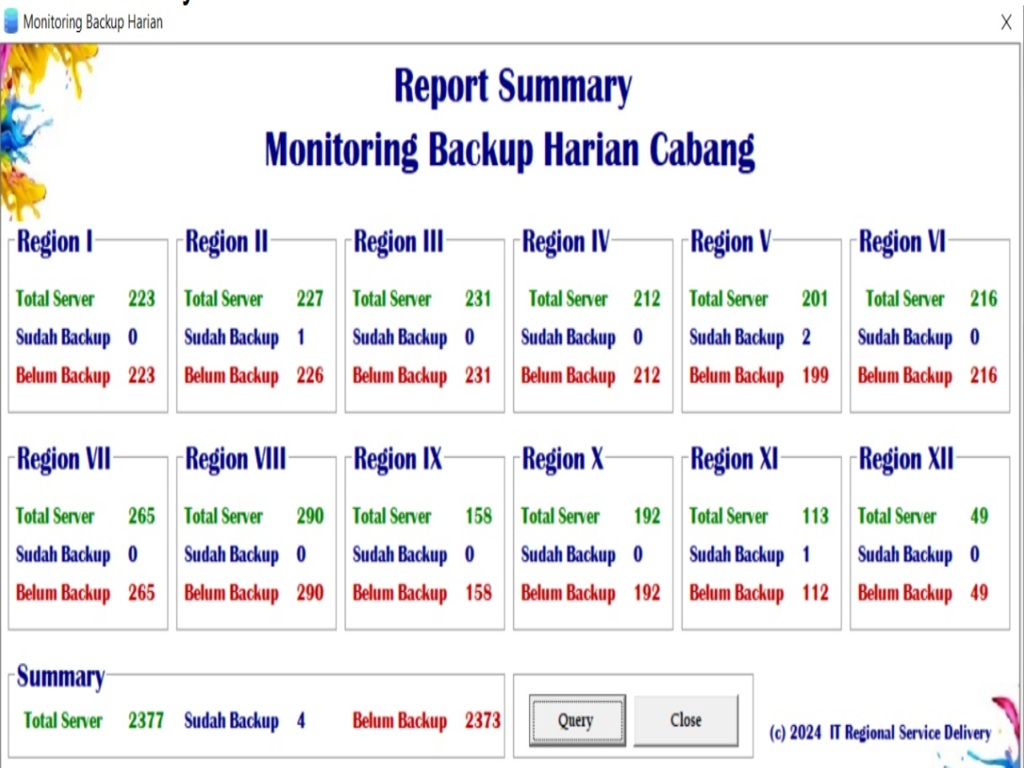 Monitoring Backup Harian X
Report Summary
Monitoring Backup Harian Cabang
Region I
Total Server 223
Sudah Backup 0
Belum Backup 223
Region II
Total Server 227
Sudah Backup 1
Belum Backup 226
Region III
Total Server 231
Sudah Backup 0
Belum Backup 231
Region IV
Total Server 212
Sudah Backup 0
Belum Backup 212
Region V
Total Server 201
Sudah Backup 2
Belum Backup 199
Region VI
Total Server 216
Sudah Backup 0
Belum Backup 216
Region VII
Total Server 265
Sudah Backup 0
Belum Backup 265
Region VIII
Total Server 290
Sudah Backup 0
Belum Backup 290
Region IX
Total Server 158
Sudah Backup 0
Belum Backup 158
Region X
Total Server 192
Sudah Backup 0
Belum Backup 192
Region XI
Total Server 113
Sudah Backup 1
Belum Backup 112
Region XII
Total Server 49
Sudah Backup 0
Belum Backup 49
Summary
Total Server 2377 Sudah Backup 4 Belum Backup 2373
Query
Close
(c) 2024 IT Regional Service Delivery